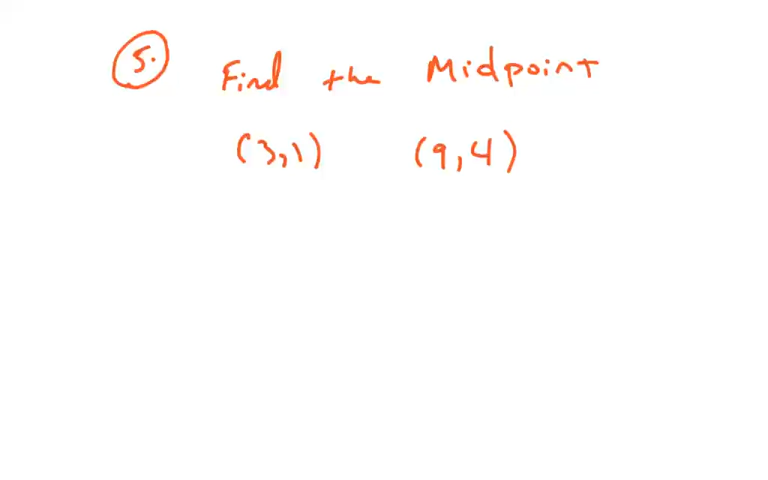 5. Find the Midpoint
(3,1) (9,4)